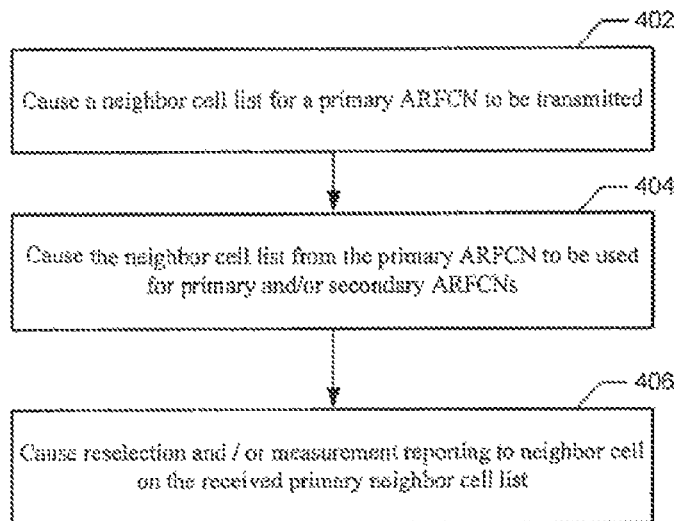 402
Cause a neighbor cell list for a primary ARFCN to be transmitted
404
Cause the neighbor cell list from the primary ARFCN to be used
for primary and/or secondary ARFCNs
406
Cause reselection and / or measurement reporting to neighbor cell
on the received primary neighbor cell list